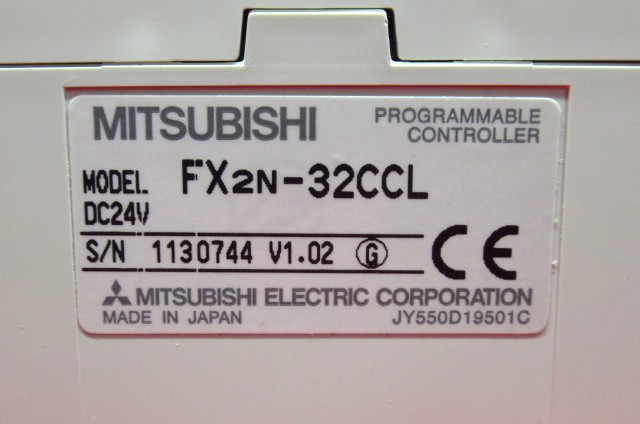 MITSUBISHI
PROGRAMMABLE
CONTROLLER
MODEL FX2N-32CCL
DC24V
S/N 1130744 V1.02 G
CE
MITSUBISHI ELECTRIC CORPORATION
MADE IN JAPAN JY550D19501C